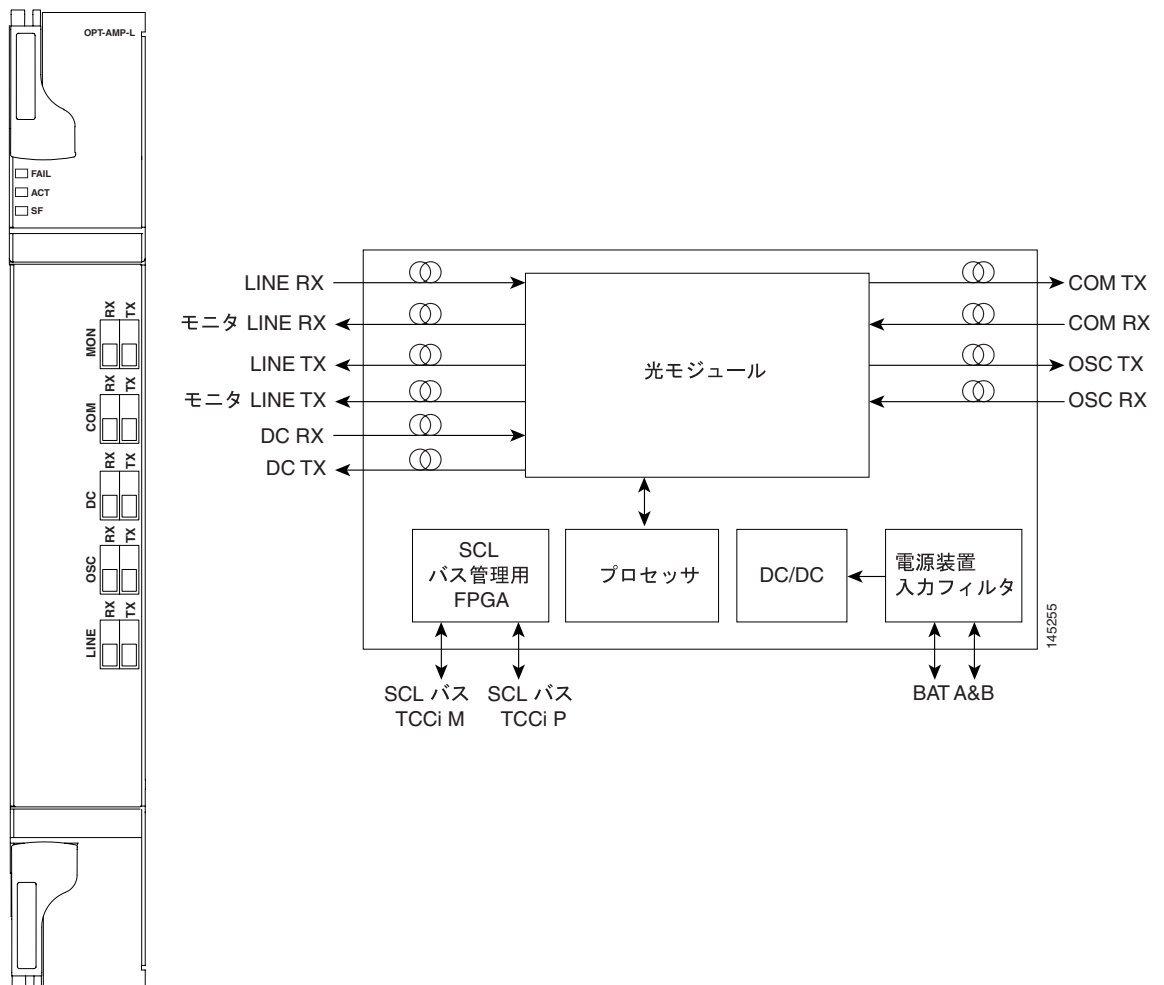 OPT-AMP-L
FAIL
ACT
SF
RX
TX
MON
RX
TX
COM
RX
TX
DC
RX
TX
OSC
RX
TX
LINE
LINE RX
モニタ LINE RX
LINE TX
モニタ LINE TX
DC RX
DC TX
光モジュール
COM TX
COM RX
OSC TX
OSC RX
SCL
バス管理用
FPGA
プロセッサ
DC/DC
電源装置
入力フィルタ
SCL バス
TCCi M
SCL バス
TCCi P
BAT A&B
145255